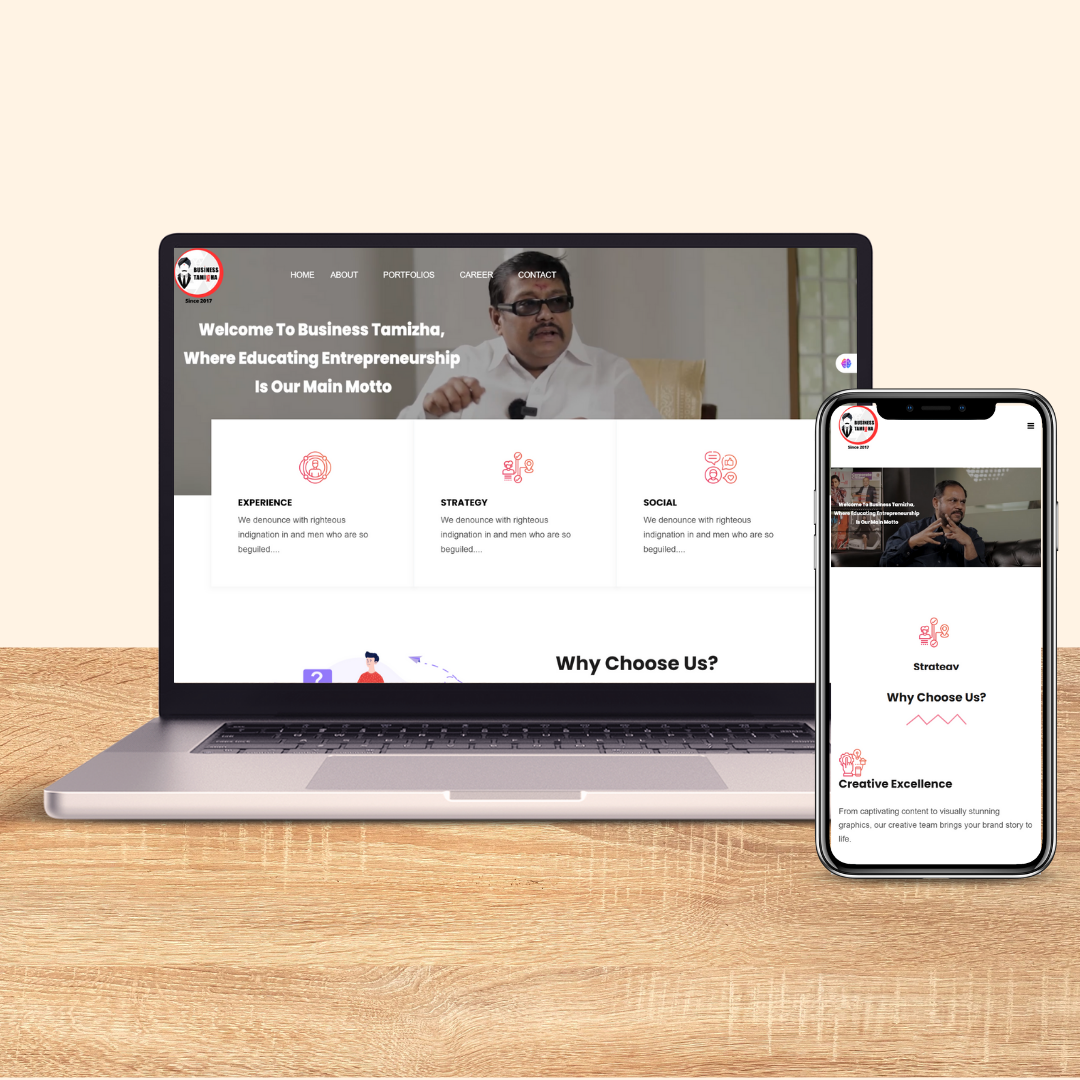 BUSINESS
TAMIZHA
Since 2017
HOME ABOUT PORTFOLIOS CAREER CONTACT
Welcome To Business Tamizha,
Where Educating Entrepreneurship
Is Our Main Motto
EXPERIENCE
We denounce with righteous
indignation in and men who are so
beguiled....
STRATEGY
We denounce with righteous
indignation in and men who are so
beguiled....
SOCIAL
We denounce with righteous
indignation in and men who are so
beguiled....
?
Why Choose Us?
BUSINESS
TAMIZHA
Since 2017
Welcome To Business Tamizha,
Where Educating Entrepreneurship
Is Our Main Motto
Strategy
Why Choose Us?
Creative Excellence
From captivating content to visually stunning
graphics, our creative team brings your brand story to
life.